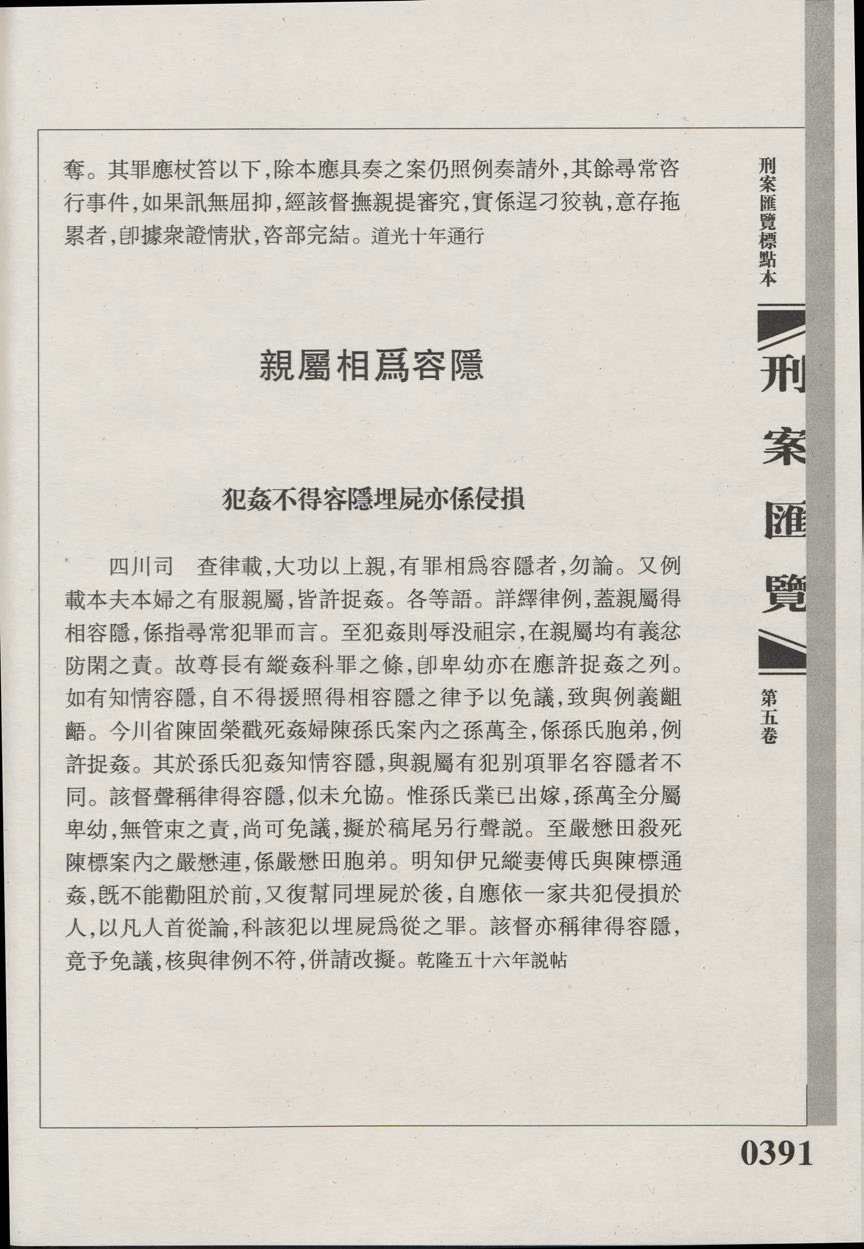 奪。其罪應杖笞以下,除本應具奏之案仍照例奏請外,其餘尋常咨
行事件,如果訊無屈抑,經該督撫親提審究,實係逞刁狡執,意存拖
累者,卽據衆證情狀,咨部完結。道光十年通行
親屬相爲容隱
犯姦不得容隱埋屍亦係侵損
四川司　查律載,大功以上親,有罪相爲容隱者,勿論。又例
載本夫本婦之有服親屬,皆許捉姦。各等語。詳繹律例,蓋親屬得
相容隱,係指尋常犯罪而言。至犯姦則辱没祖宗,在親屬均有義忿
防閑之責。故尊長有縱姦科罪之條,卽卑幼亦在應許捉姦之列。
如有知情容隱,自不得援照得相容隱之律予以免議,致與例義齟
齬。今川省陳固榮戳死姦婦陳孫氏案內之孫萬全,係孫氏胞弟,例
許捉姦。其於孫氏犯姦知情容隱,與親屬有犯别項罪名容隱者不
同。該督聲稱律得容隱,似未允協。惟孫氏業已出嫁,孫萬全分屬
卑幼,無管束之責,尚可免議,擬於稿尾另行聲説。至嚴懋田殺死
陳標案內之嚴懋連,係嚴懋田胞弟。明知伊兄縱妻傅氏與陳標通
姦,旣不能勸阻於前,又復幫同埋屍於後,自應依一家共犯侵損於
人,以凡人首從論,科該犯以埋屍爲從之罪。該督亦稱律得容隱,
竟予免議,核與律例不符,併請改擬。乾隆五十六年説帖
刑案匯覽標點本
刑案匯覽
第五卷
0391